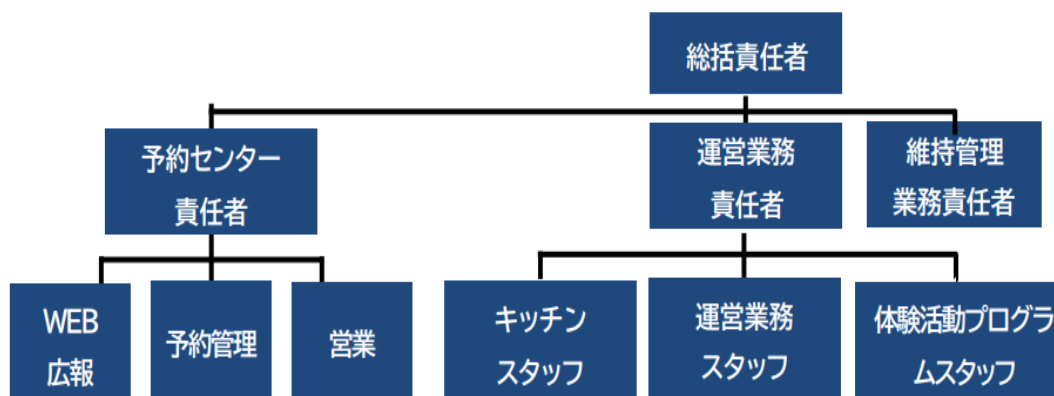 総括責任者
予約センター
責任者
運営業務
責任者
維持管理
業務責任者
WEB
広報
予約管理
営業
キッチン
スタッフ
運営業務
スタッフ
体験活動プログラ
ムスタッフ